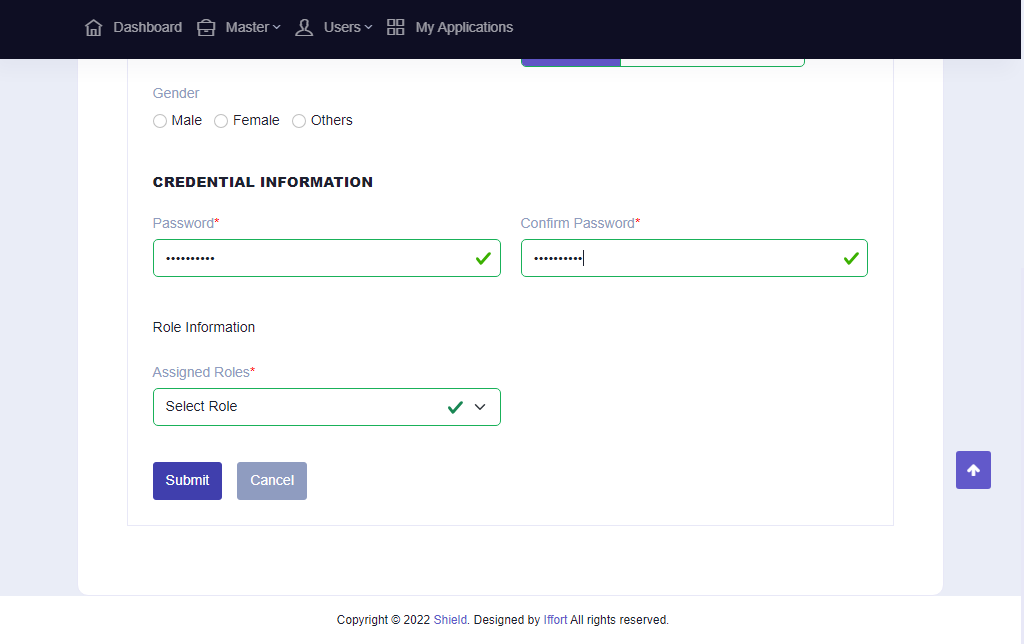 Dashboard Master Users My Applications
Gender
Male Female Others
CREDENTIAL INFORMATION
Password* Confirm Password*
•••••••••• ••••••••••
Role Information
Assigned Roles*
Select Role
Submit Cancel
Copyright © 2022 Shield. Designed by Iffort All rights reserved.